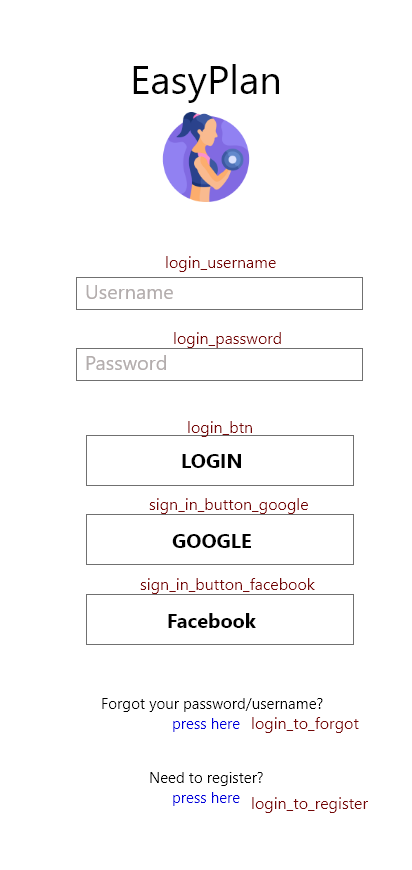 EasyPlan
login_username
Username
login_password
Password
login_btn
LOGIN
sign_in_button_google
GOOGLE
sign_in_button_facebook
Facebook
Forgot your password/username?
press here login_to_forgot
Need to register?
press here login_to_register